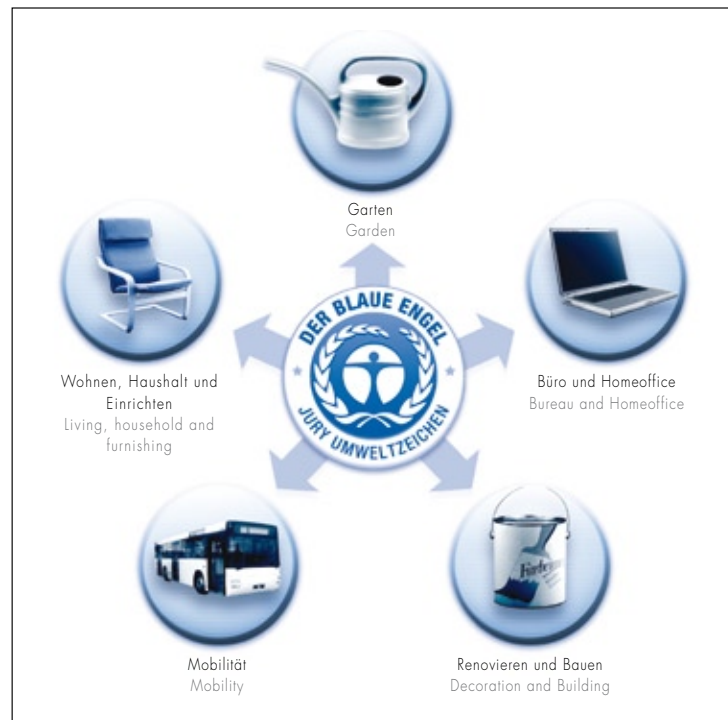 Garten
Garden
DER BLAUE ENGEL
JURY UMWELTZEICHEN
Wohnen, Haushalt und
Einrichten
Living, household and
furnishing
Büro und Homeoffice
Bureau and Homeoffice
Mobilität
Mobility
Renovieren und Bauen
Decoration and Building